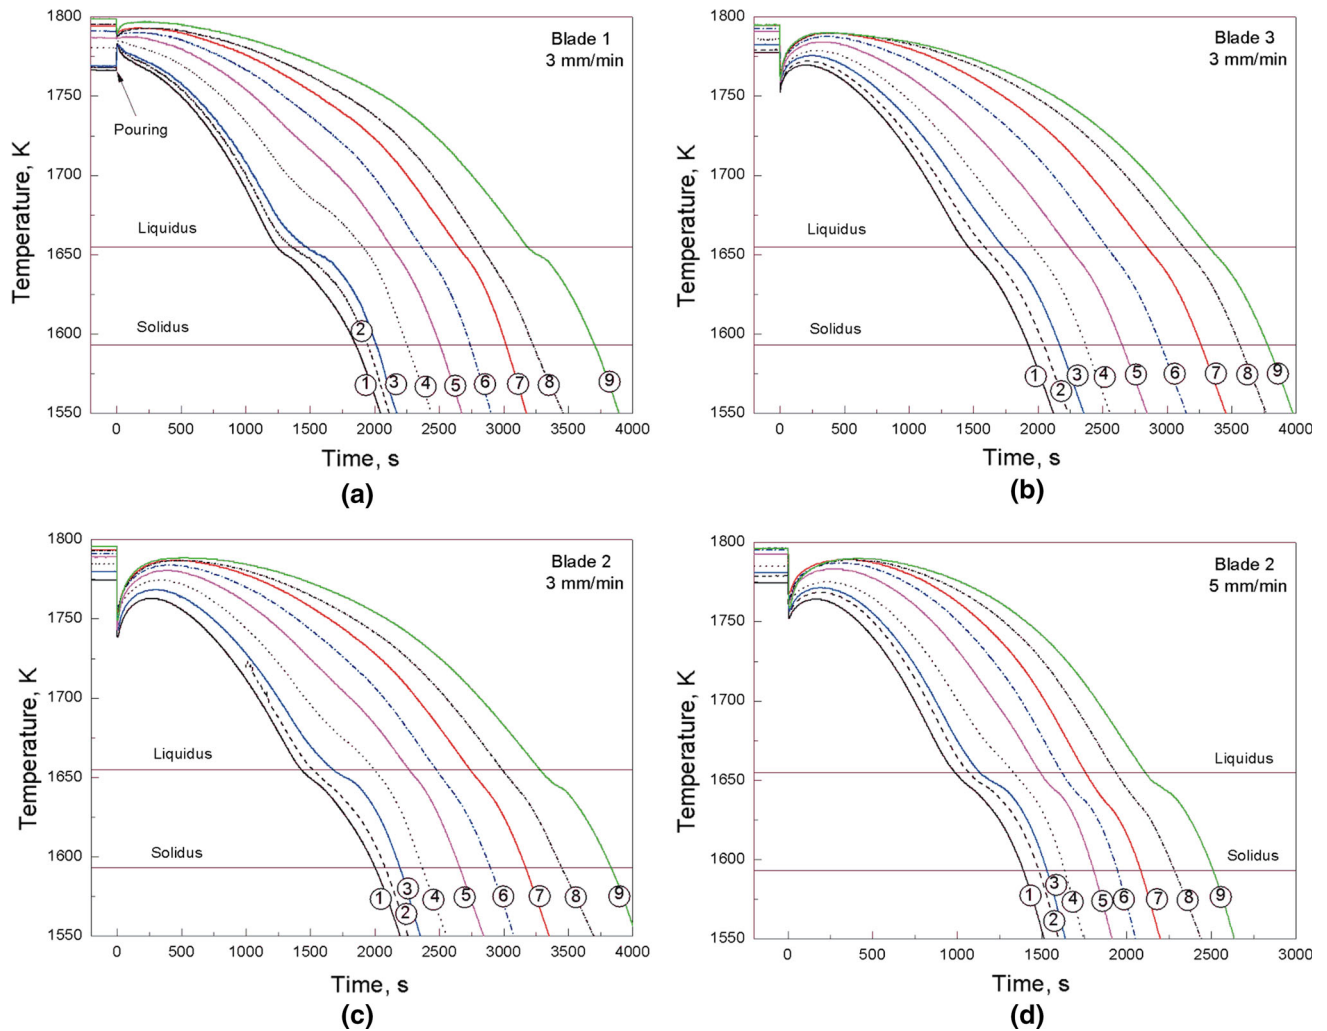 1800
1750
1700
1650
1600
1550
Temperature, K
Blade 1
3 mm/min
Pouring
Liquidus
Solidus
1
2
3
4
5
6
7
8
9
0 500 1000 1500 2000 2500 3000 3500 4000
Time, s
(a)
1800
1750
1700
1650
1600
1550
Temperature, K
Blade 3
3 mm/min
Liquidus
Solidus
1
2
3
4
5
6
7
8
9
0 500 1000 1500 2000 2500 3000 3500 4000
Time, s
(b)
1800
1750
1700
1650
1600
1550
Temperature, K
Blade 2
3 mm/min
Liquidus
Solidus
1
2
3
4
5
6
7
8
9
0 500 1000 1500 2000 2500 3000 3500 4000
Time, s
(c)
1800
1750
1700
1650
1600
1550
Temperature, K
Blade 2
5 mm/min
Liquidus
Solidus
1
2
3
4
5
6
7
8
9
0 500 1000 1500 2000 2500 3000
Time, s
(d)